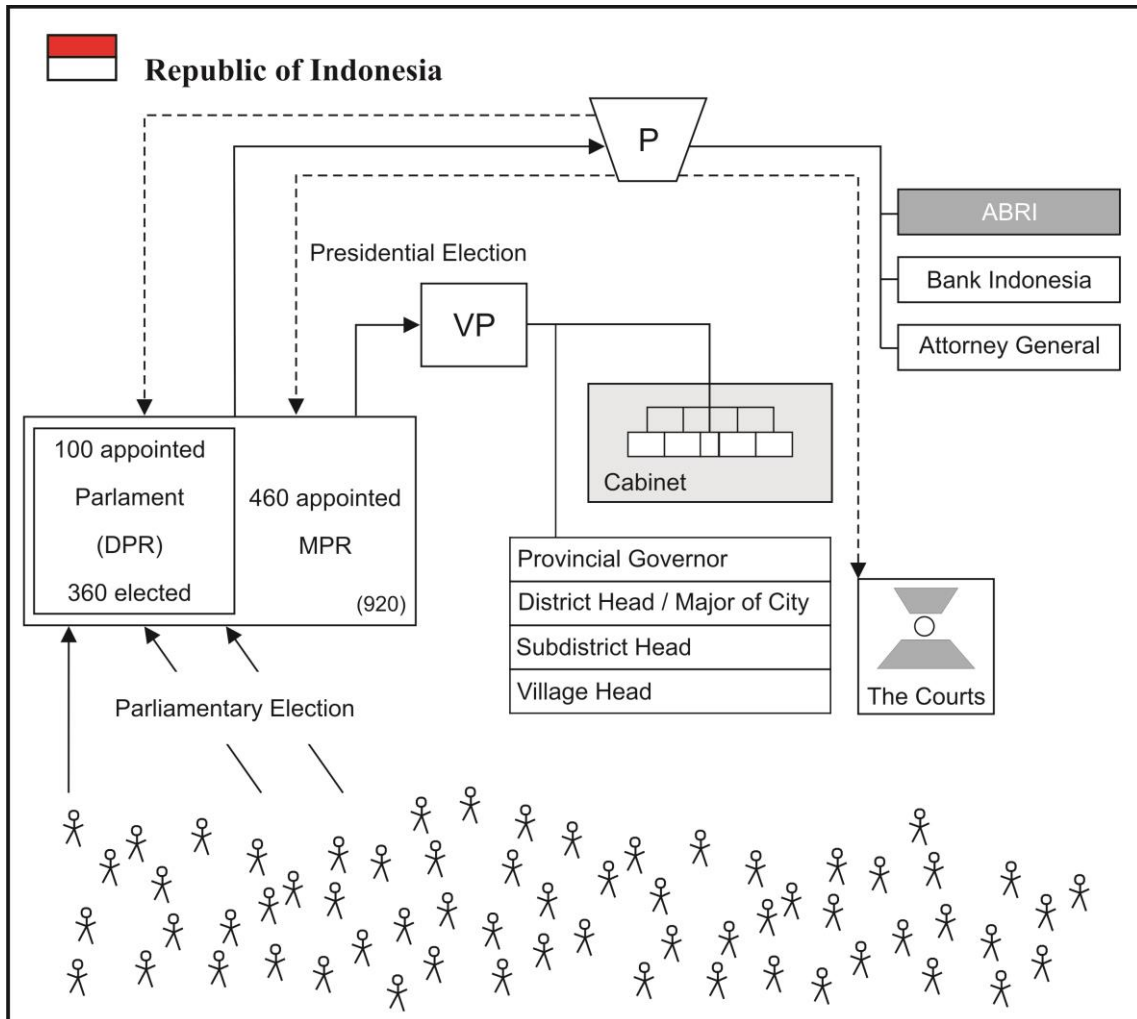 Republic of Indonesia
P
ABRI
Presidential Election
Bank Indonesia
VP
Attorney General
100 appointed
Parlament
(DPR)
360 elected
460 appointed
MPR
(920)
Cabinet
Provincial Governor
District Head / Major of City
Subdistrict Head
Village Head
The Courts
Parliamentary Election